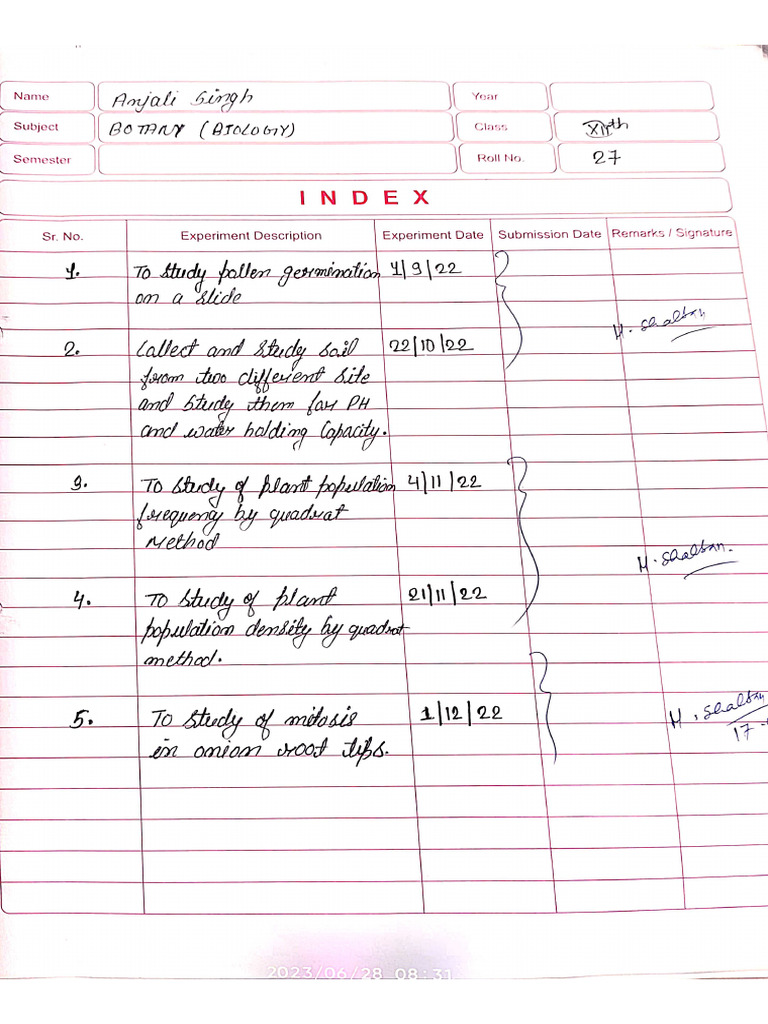 Name Anjali Singh Year
Subject BOTANY (BIOLOGY) Class XIIth
Semester Roll No. 27
INDEX
Sr. No. Experiment Description Experiment Date Submission Date Remarks / Signature
1. To study pollen germination 1/9/22
on a slide
H. Shalban
2. Collect and study soil 22/10/22
from two different site
and study them for PH
and water holding Capacity.
3. To study of plant population 4/11/22
frequency by quadrat
Method
H. Shalban.
4. To study of plant 21/11/22
population density by quadrat
method.
5. To study of mitosis 1/12/22 H. Shalban
in onion root tips. 17
2023/06/28 08:31